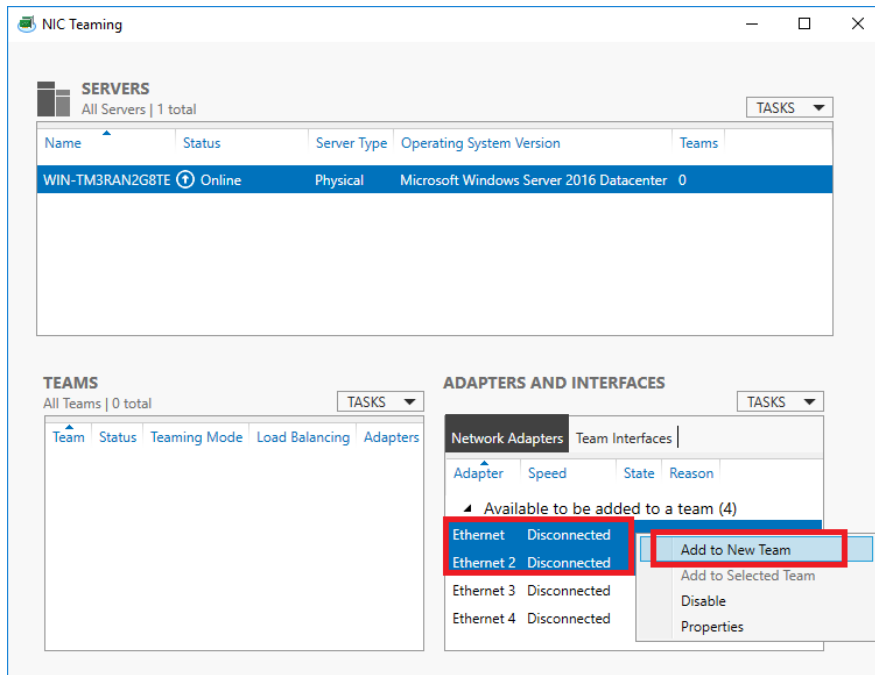 NIC Teaming
SERVERS
All Servers | 1 total
TASKS
Name Status Server Type Operating System Version Teams
WIN-TM3RAN2G8TE Online Physical Microsoft Windows Server 2016 Datacenter 0
TEAMS
All Teams | 0 total
TASKS
Team Status Teaming Mode Load Balancing Adapters
ADAPTERS AND INTERFACES
TASKS
Network Adapters Team Interfaces
Adapter Speed State Reason
Available to be added to a team (4)
Ethernet Disconnected
Ethernet 2 Disconnected
Ethernet 3 Disconnected
Ethernet 4 Disconnected
Add to New Team
Add to Selected Team
Disable
Properties